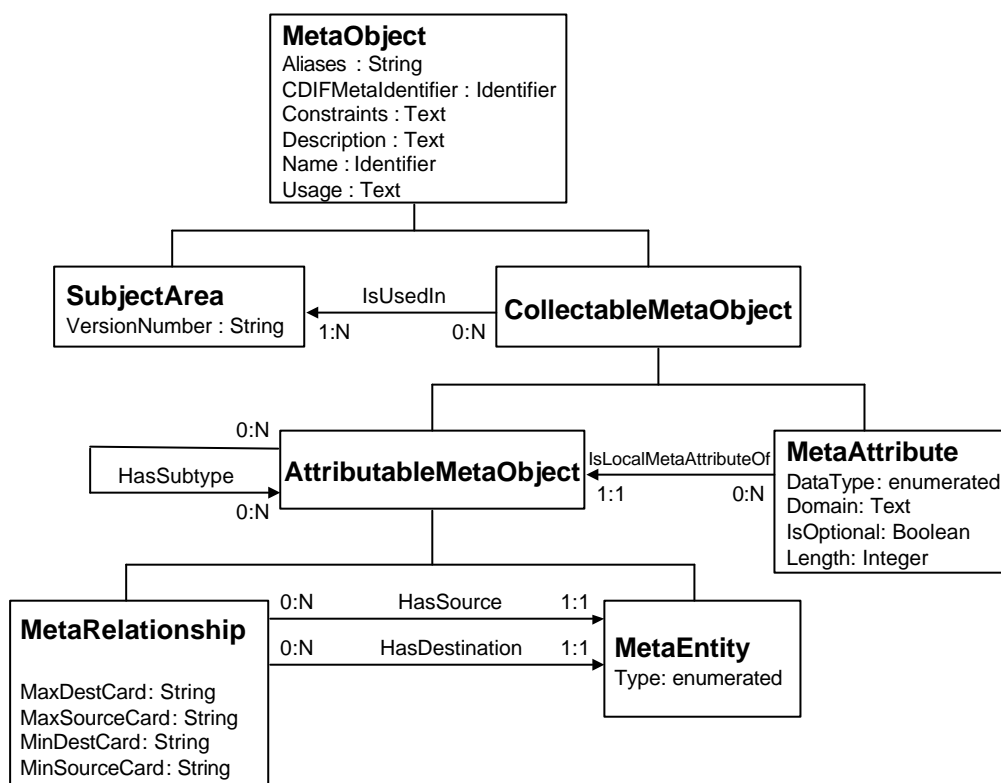 MetaObject
Aliases : String
CDIFMetaIdentifier : Identifier
Constraints : Text
Description : Text
Name : Identifier
Usage : Text
SubjectArea
VersionNumber : String
IsUsedIn
1:N 0:N
CollectableMetaObject
0:N
HasSubtype
0:N
AttributableMetaObject
IsLocalMetaAttributeOf
1:1 0:N
MetaAttribute
DataType: enumerated
Domain: Text
IsOptional: Boolean
Length: Integer
MetaRelationship
MaxDestCard: String
MaxSourceCard: String
MinDestCard: String
MinSourceCard: String
0:N HasSource 1:1
0:N HasDestination 1:1
MetaEntity
Type: enumerated